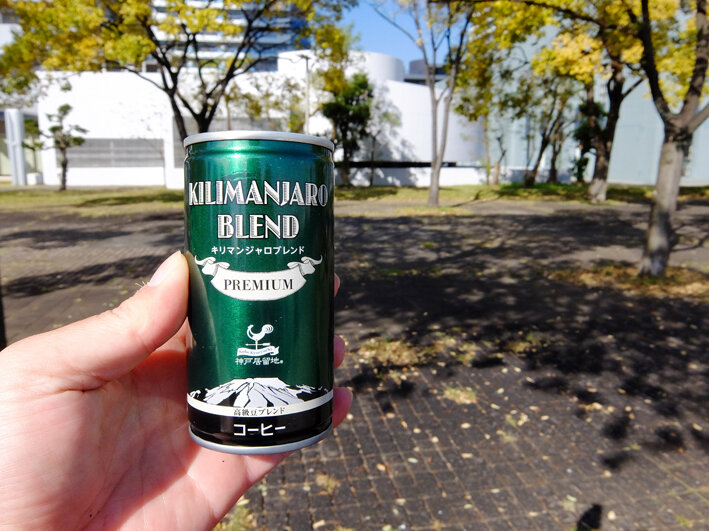 KILIMANJARO
BLEND
キリマンジャロブレンド
PREMIUM
神戸居留地
高級豆ブレンド
コーヒー